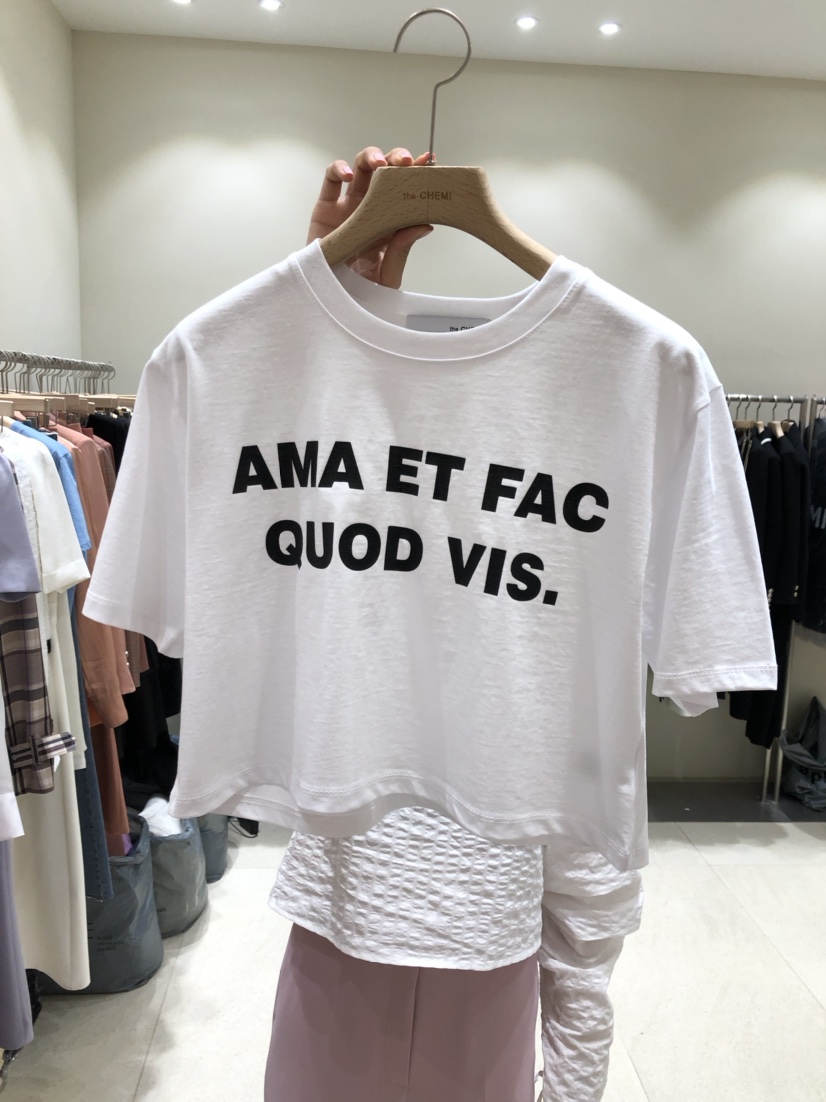 the CHEMI
AMA ET FAC
QUOD VIS.